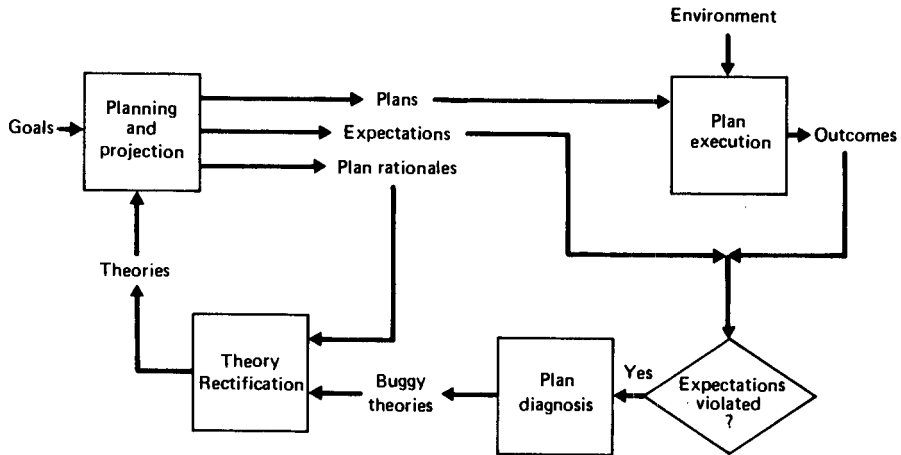 Environment
Goals
Planning
and
projection
Plans
Expectations
Plan rationales
Plan
execution
Outcomes
Theories
Theory
Rectification
Buggy
theories
Plan
diagnosis
Yes
Expectations
violated
?